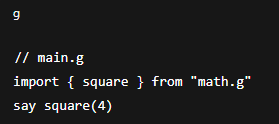 g
// main.g
import { square } from "math.g"
say square(4)